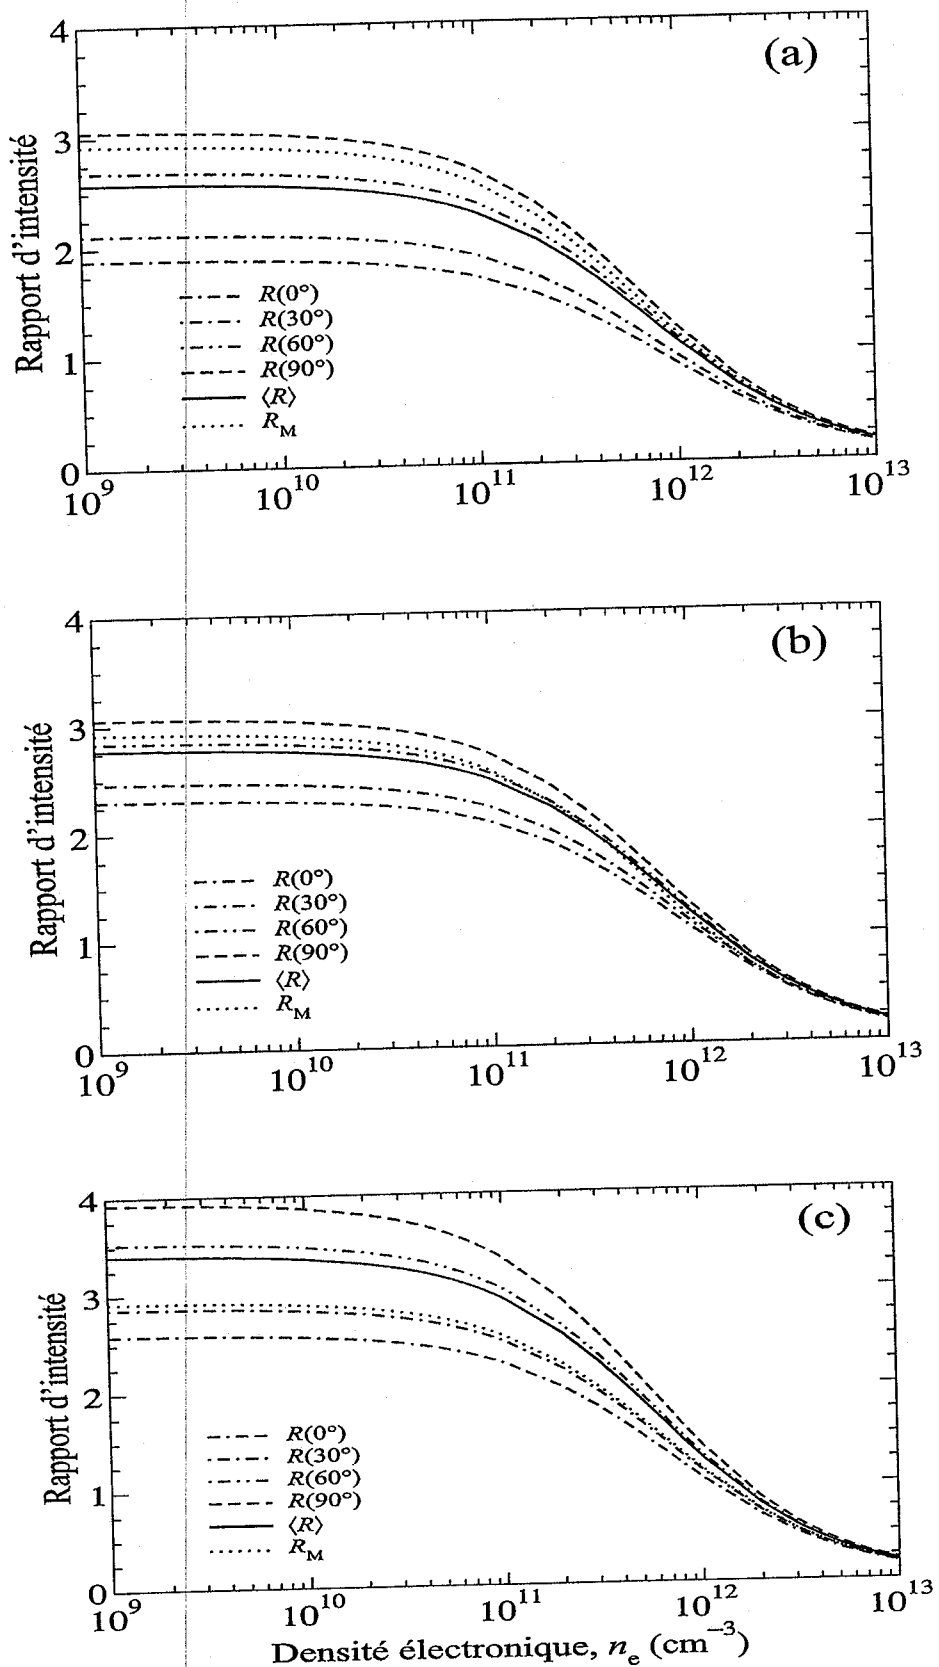 (a)
Rapport d'intensité
4
3
2
1
0
R(0°)
R(30°)
R(60°)
R(90°)
⟨R⟩
R_M
10^9 10^10 10^11 10^12 10^13
(b)
Rapport d'intensité
4
3
2
1
0
R(0°)
R(30°)
R(60°)
R(90°)
⟨R⟩
R_M
10^9 10^10 10^11 10^12 10^13
(c)
Rapport d'intensité
4
3
2
1
0
R(0°)
R(30°)
R(60°)
R(90°)
⟨R⟩
R_M
10^9 10^10 10^11 10^12 10^13
Densité électronique, n_e (cm^−3)